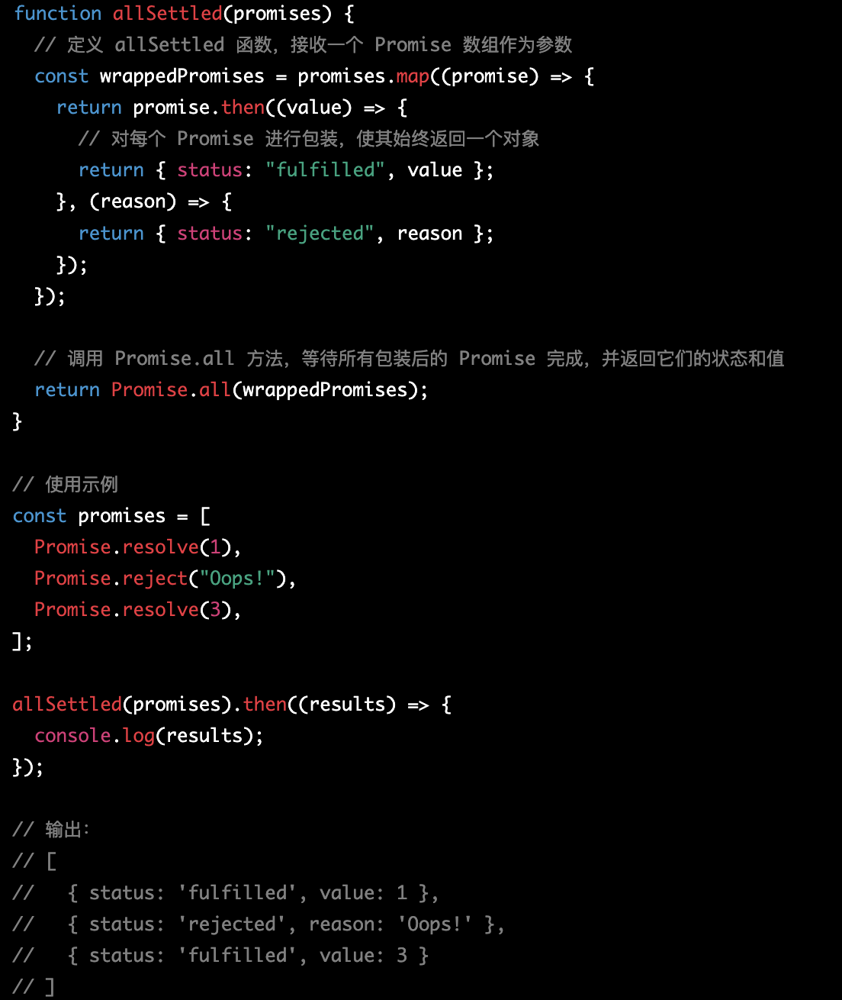 function allSettled(promises) {
  // 定义 allSettled 函数，接收一个 Promise 数组作为参数
  const wrappedPromises = promises.map((promise) => {
    return promise.then((value) => {
      // 对每个 Promise 进行包装，使其始终返回一个对象
      return { status: "fulfilled", value };
    }, (reason) => {
      return { status: "rejected", reason };
    });
  });

  // 调用 Promise.all 方法，等待所有包装后的 Promise 完成，并返回它们的状态和值
  return Promise.all(wrappedPromises);
}

// 使用示例
const promises = [
  Promise.resolve(1),
  Promise.reject("Oops!"),
  Promise.resolve(3),
];

allSettled(promises).then((results) => {
  console.log(results);
});

// 输出：
// [
//   { status: 'fulfilled', value: 1 },
//   { status: 'rejected', reason: 'Oops!' },
//   { status: 'fulfilled', value: 3 }
// ]